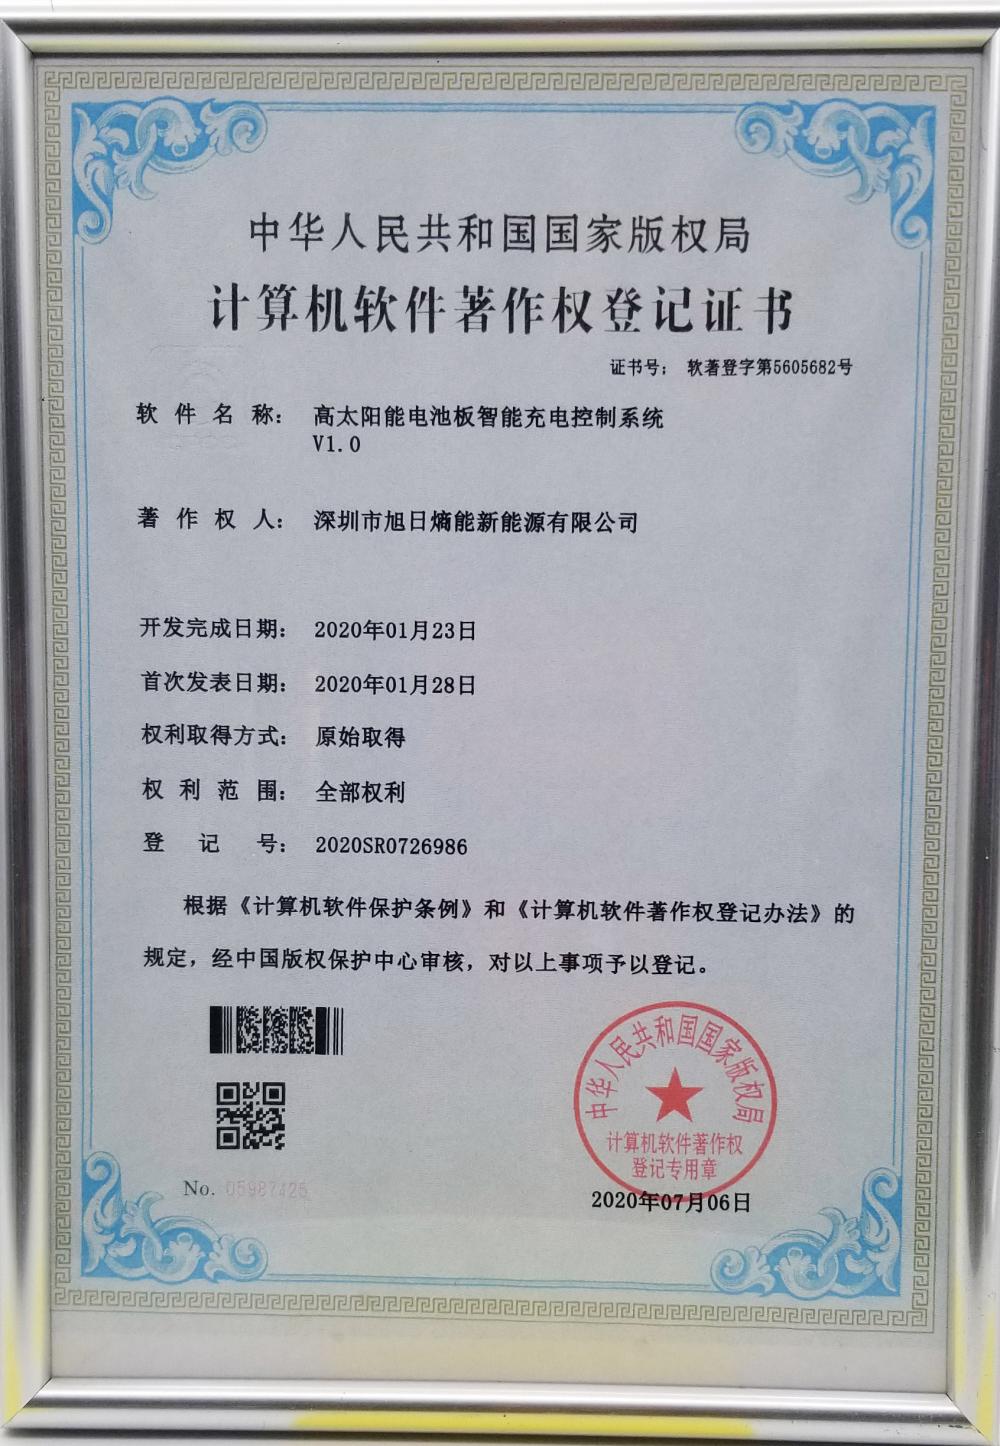 中华人民共和国国家版权局
计算机软件著作权登记证书
证书号： 软著登字第5605682号
软件名称： 高太阳能电池板智能充电控制系统
V1.0
著作权人： 深圳市旭日熵能新能源有限公司
开发完成日期： 2020年01月23日
首次发表日期： 2020年01月28日
权利取得方式： 原始取得
权利范围： 全部权利
登记号： 2020SR0726986
根据《计算机软件保护条例》和《计算机软件著作权登记办法》的
规定，经中国版权保护中心审核，对以上事项予以登记。
中华人民共和国国家版权局
计算机软件著作权
登记专用章
No. 05987425
2020年07月06日